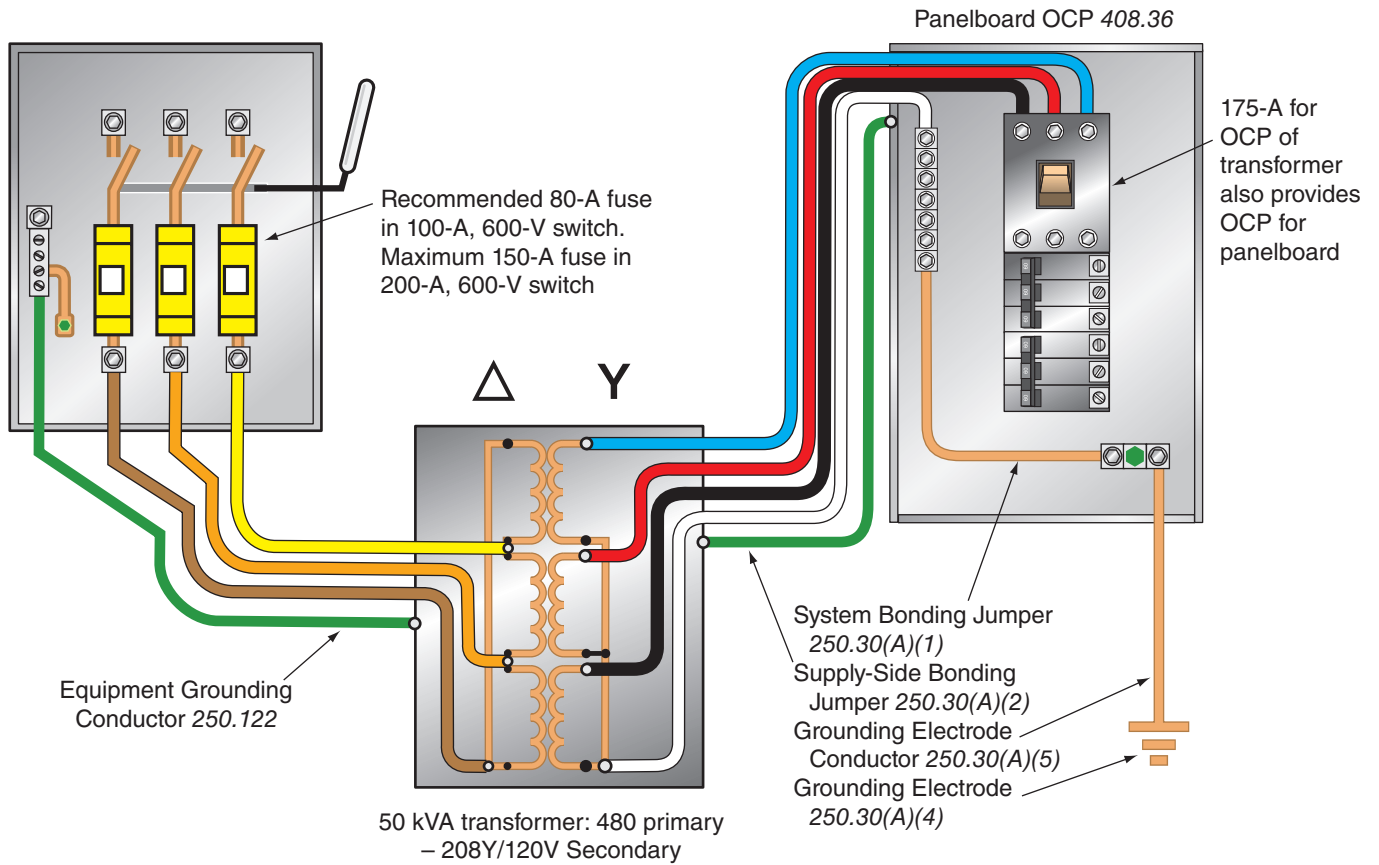 Panelboard OCP 408.36
175-A for
OCP of
transformer
also provides
OCP for
panelboard
Recommended 80-A fuse
in 100-A, 600-V switch.
Maximum 150-A fuse in
200-A, 600-V switch
Δ Y
Equipment Grounding
Conductor 250.122
System Bonding Jumper
250.30(A)(1)
Supply-Side Bonding
Jumper 250.30(A)(2)
Grounding Electrode
Conductor 250.30(A)(5)
Grounding Electrode
250.30(A)(4)
50 kVA transformer: 480 primary
– 208Y/120V Secondary